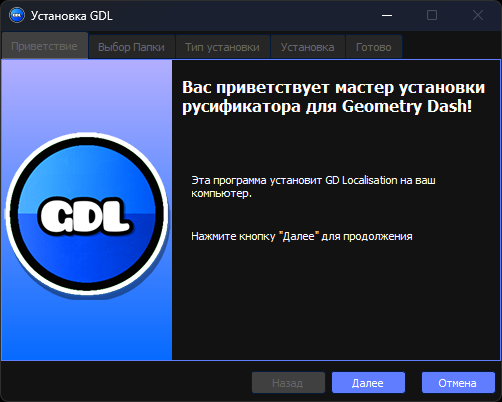 GDL
Установка GDL
Приветствие
Выбор Папки
Тип установки
Установка
Готово
Вас приветствует мастер установки
русификатора для Geometry Dash!
Эта программа установит GD Localisation на ваш
компьютер.
GDL
Нажмите кнопку "Далее" для продолжения
Назад
Далее
Отмена